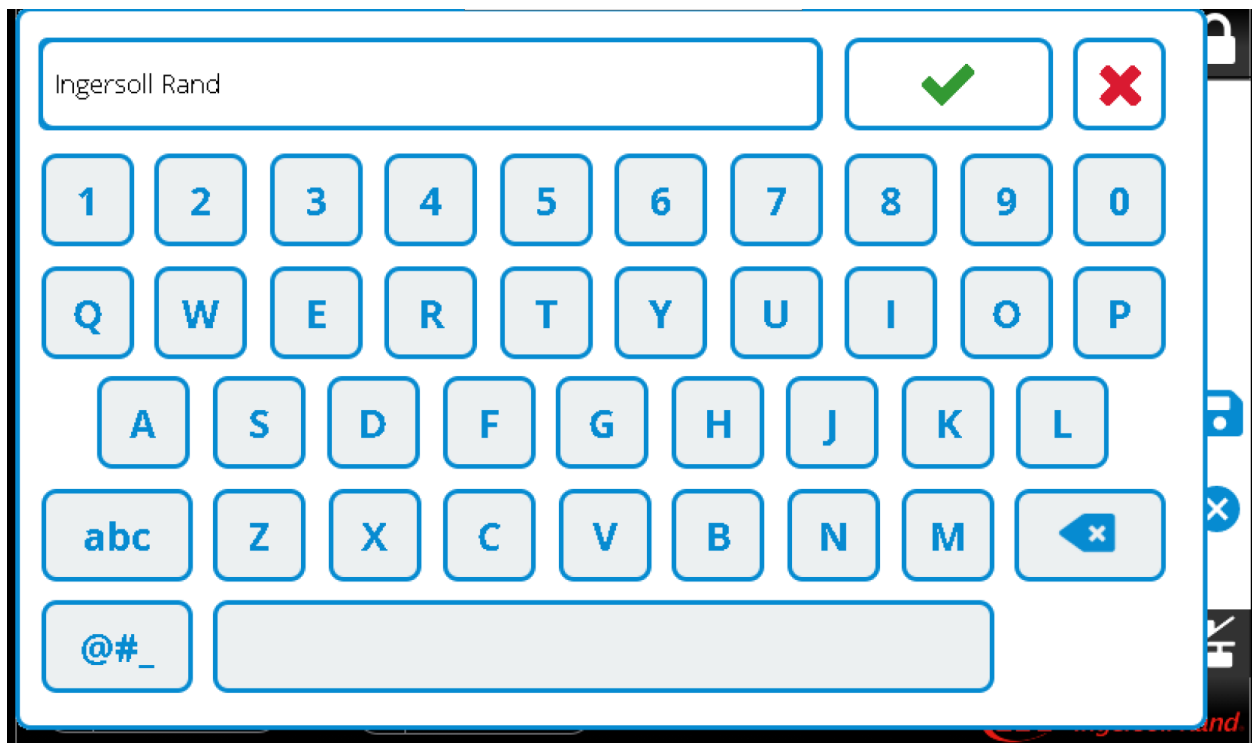 Ingersoll Rand
1 2 3 4 5 6 7 8 9 0
Q W E R T Y U I O P
A S D F G H J K L
abc Z X C V B N M
@#_